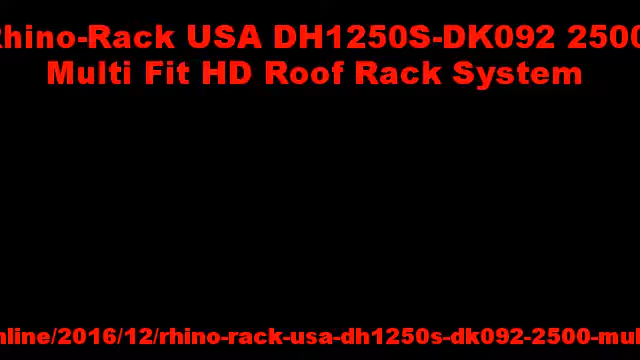 Rhino-Rack USA DH1250S-DK092 2500
Multi Fit HD Roof Rack System
nline/2016/12/rhino-rack-usa-dh1250s-dk092-2500-mul